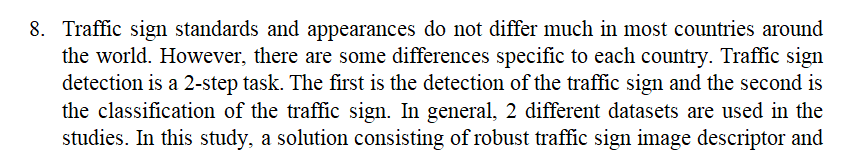 8. Traffic sign standards and appearances do not differ much in most countries around
the world. However, there are some differences specific to each country. Traffic sign
detection is a 2-step task. The first is the detection of the traffic sign and the second is
the classification of the traffic sign. In general, 2 different datasets are used in the
studies. In this study, a solution consisting of robust traffic sign image descriptor and